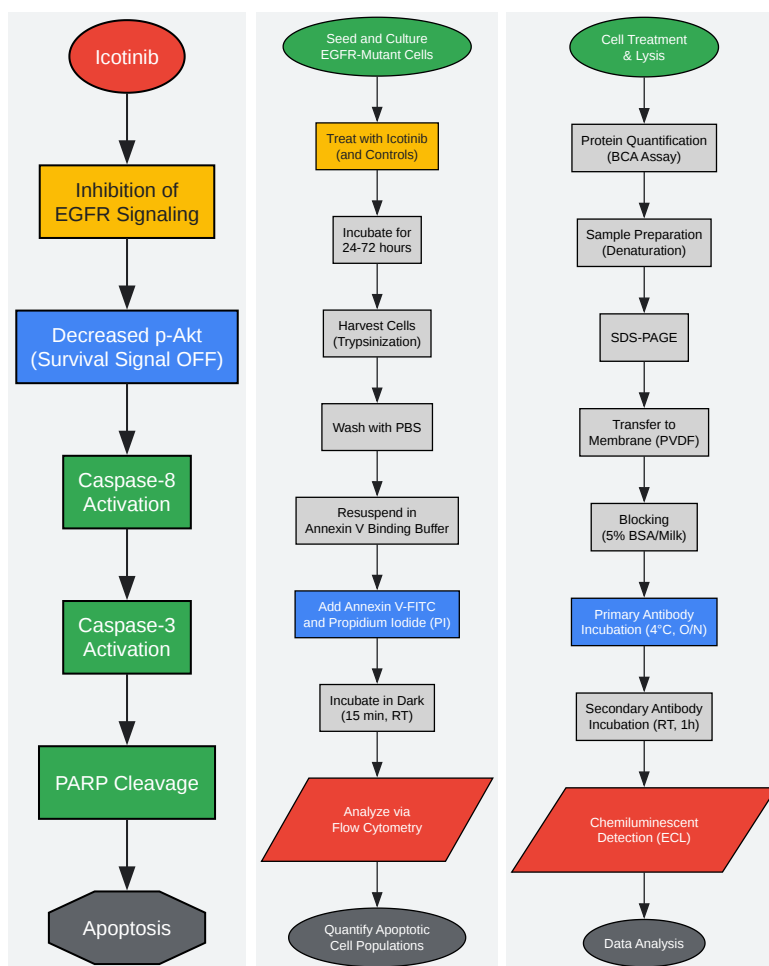 Icotinib
Inhibition of
EGFR Signaling
Decreased p-Akt
(Survival Signal OFF)
Caspase-8
Activation
Caspase-3
Activation
PARP Cleavage
Apoptosis
Seed and Culture
EGFR-Mutant Cells
Treat with Icotinib
(and Controls)
Incubate for
24-72 hours
Harvest Cells
(Trypsinization)
Wash with PBS
Resuspend in
Annexin V Binding Buffer
Add Annexin V-FITC
and Propidium Iodide (PI)
Incubate in Dark
(15 min, RT)
Analyze via
Flow Cytometry
Quantify Apoptotic
Cell Populations
Cell Treatment
& Lysis
Protein Quantification
(BCA Assay)
Sample Preparation
(Denaturation)
SDS-PAGE
Transfer to
Membrane (PVDF)
Blocking
(5% BSA/Milk)
Primary Antibody
Incubation (4°C, O/N)
Secondary Antibody
Incubation (RT, 1h)
Chemiluminescent
Detection (ECL)
Data Analysis